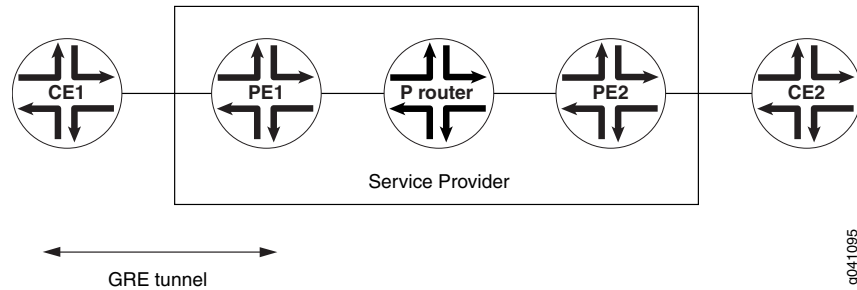 CE1
PE1
P router
PE2
CE2
Service Provider
GRE tunnel
g041095